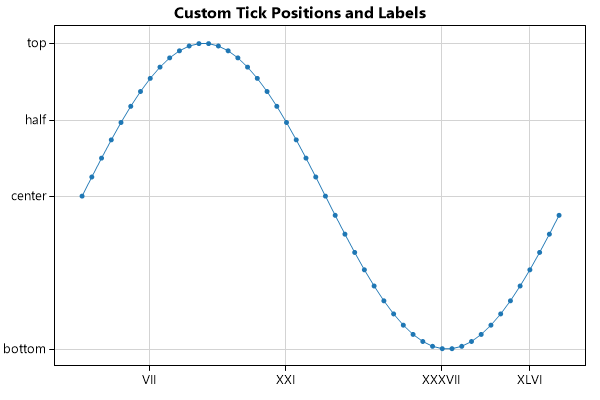 Custom Tick Positions and Labels
top
half
center
bottom
VII XXI XXXVII XLVI